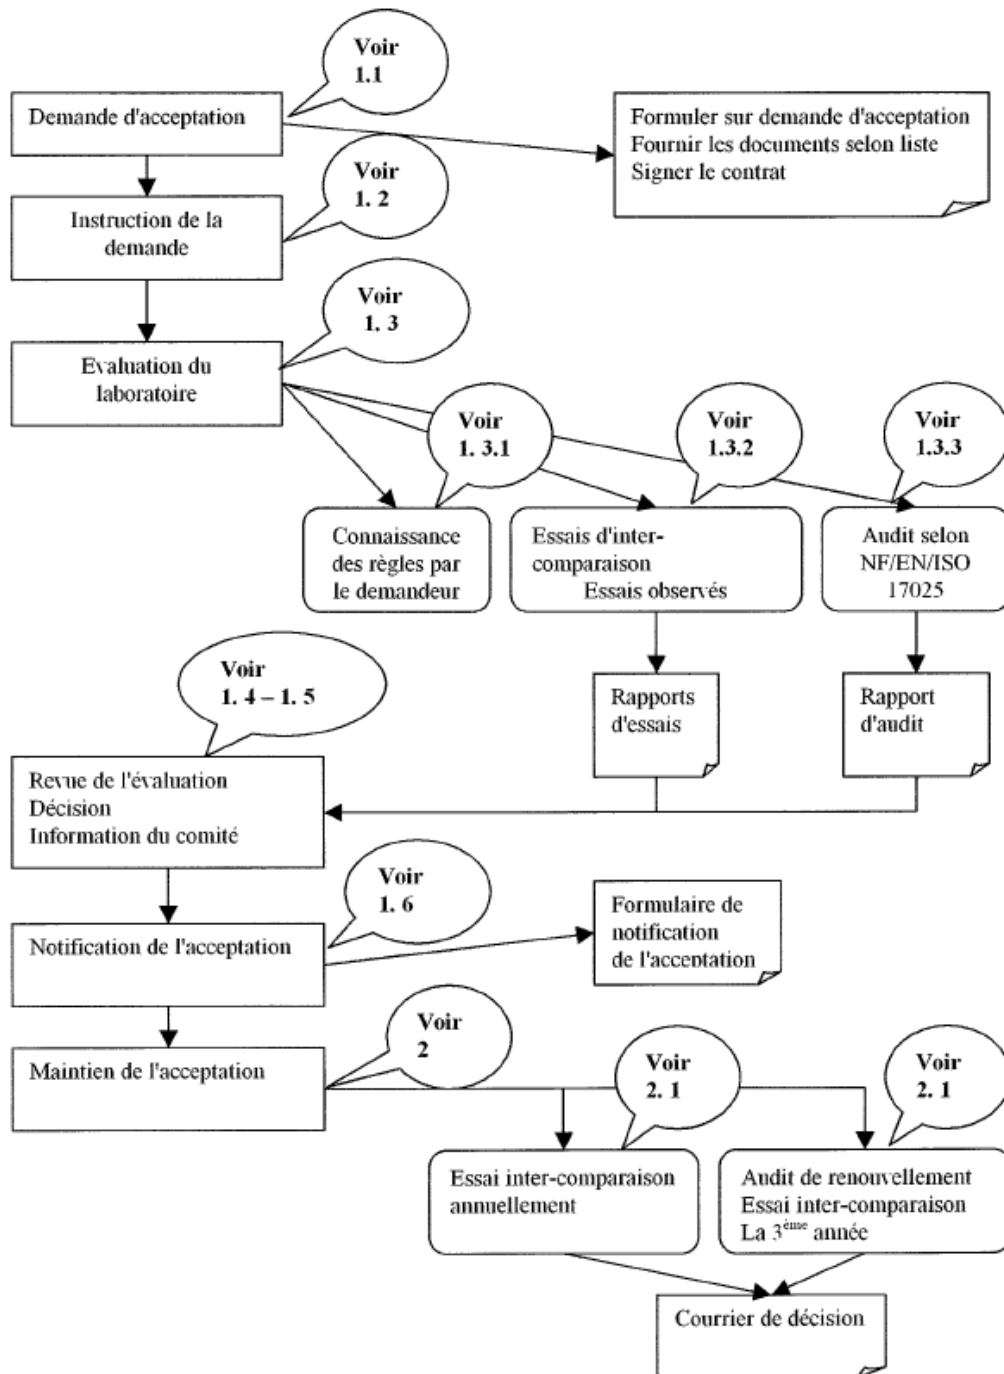 Voir
1.1
Demande d'acceptation
Formuler sur demande d'acceptation
Fournir les documents selon liste
Signer le contrat
Voir
1. 2
Instruction de la
demande
Voir
1. 3
Evaluation du
laboratoire
Voir
1. 3.1
Voir
1.3.2
Voir
1.3.3
Connaissance
des règles par
le demandeur
Essais d'inter-
comparaison
Essais observés
Audit selon
NF/EN/ISO
17025
Voir
1. 4 – 1. 5
Rapports
d'essais
Rapport
d'audit
Revue de l'évaluation
Décision
Information du comité
Voir
1. 6
Notification de l'acceptation
Formulaire de
notification
de l'acceptation
Voir
2
Maintien de l'acceptation
Voir
2. 1
Voir
2. 1
Essai inter-comparaison
annuellement
Audit de renouvellement
Essai inter-comparaison
La 3ème année
Courrier de décision